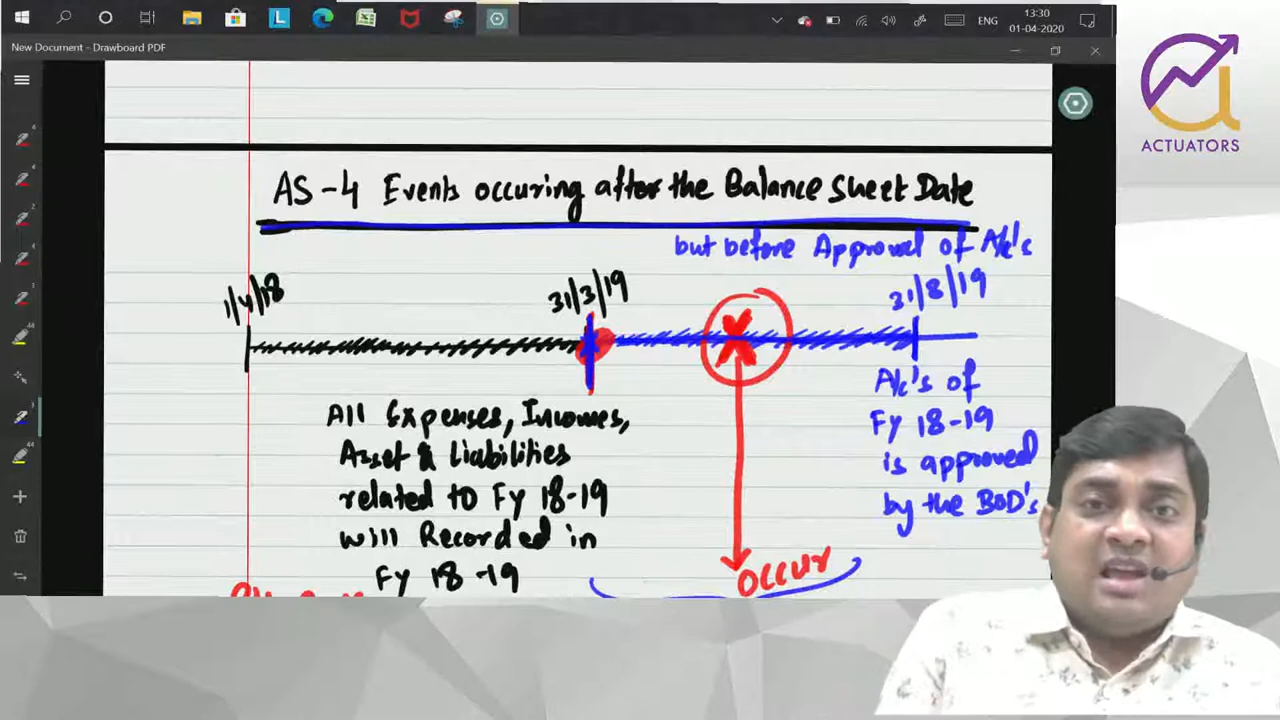 13:30
ENG
01-04-2020
New Document - Drawboard PDF
ACTUATORS
AS-4 Events occuring after the Balance Sheet Date
but before Approval of A/c's
1/4/18
31/3/19
31/8/19
All Expenses, Incomes,
Asset & Liabilities
related to Fy 18-19
will Recorded in
Fy 18-19
A/c's of
Fy 18-19
is approved
by the BOD's
occur